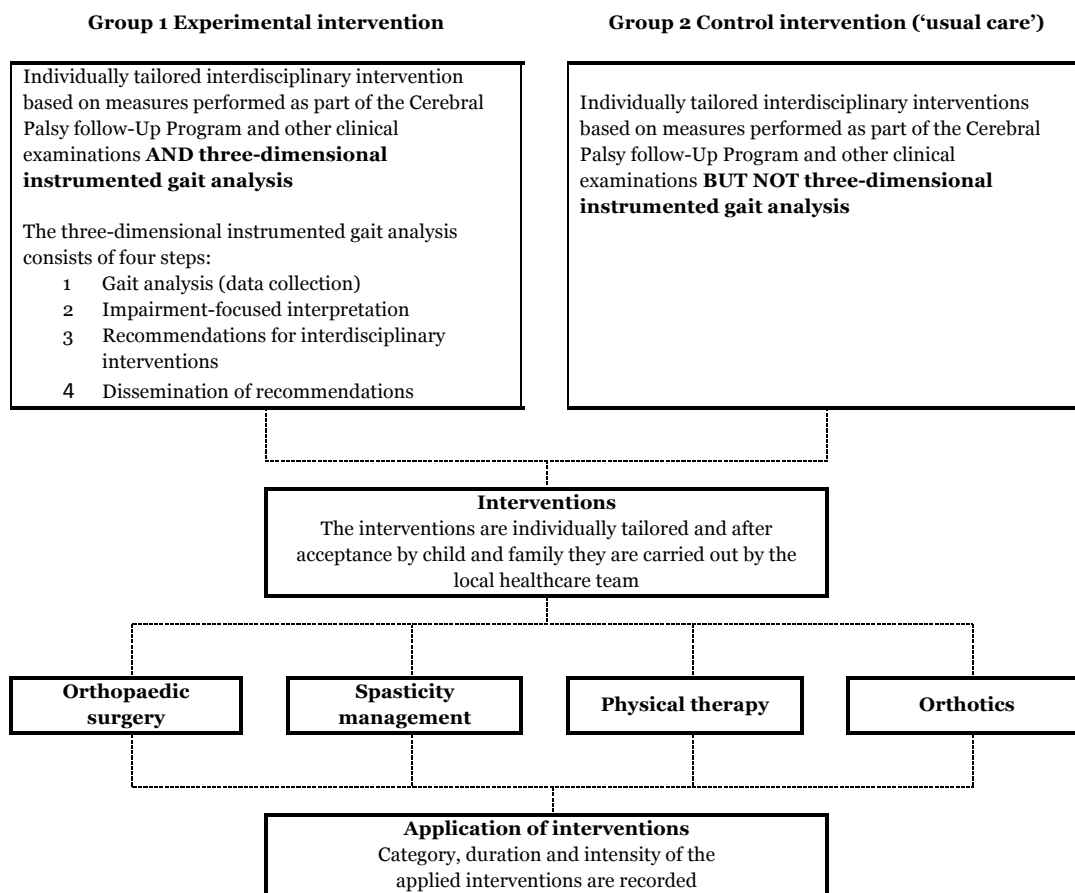 Group 1 Experimental intervention
Individually tailored interdisciplinary intervention
based on measures performed as part of the Cerebral
Palsy follow-Up Program and other clinical
examinations AND three-dimensional
instrumented gait analysis
The three-dimensional instrumented gait analysis
consists of four steps:
1 Gait analysis (data collection)
2 Impairment-focused interpretation
3 Recommendations for interdisciplinary
interventions
4 Dissemination of recommendations
Group 2 Control intervention (‘usual care’)
Individually tailored interdisciplinary interventions
based on measures performed as part of the Cerebral
Palsy follow-Up Program and other clinical
examinations BUT NOT three-dimensional
instrumented gait analysis
Interventions
The interventions are individually tailored and after
acceptance by child and family they are carried out by the
local healthcare team
Orthopaedic
surgery
Spasticity
management
Physical therapy
Orthotics
Application of interventions
Category, duration and intensity of the
applied interventions are recorded